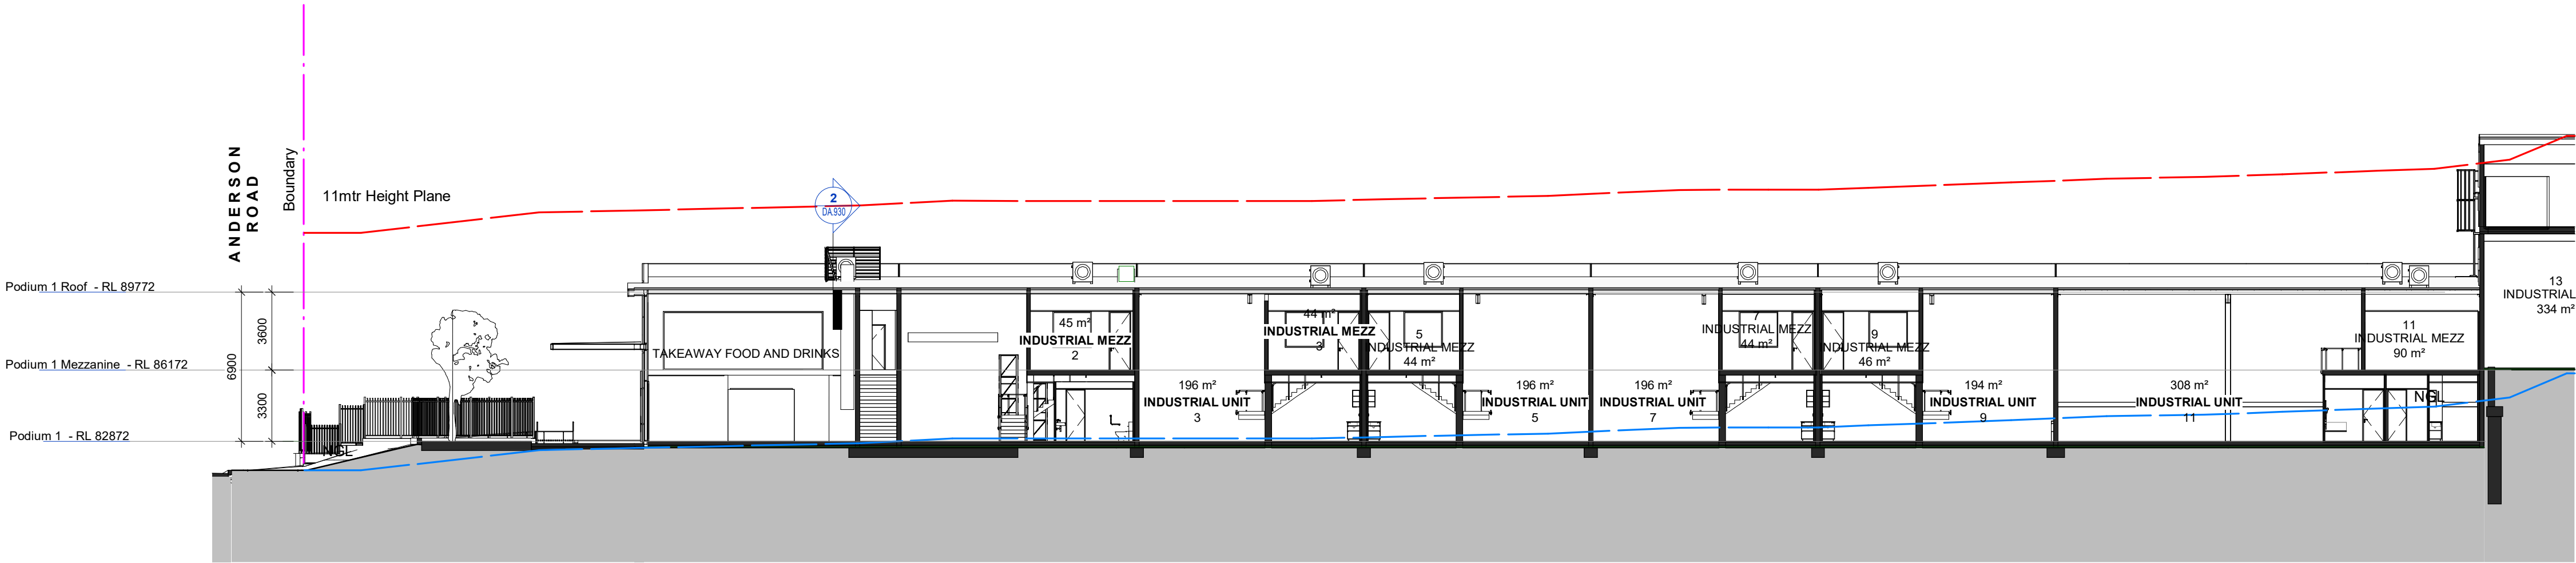 ANDERSON
ROAD
Boundary
11mtr Height Plane
2
DA.930
Podium 1 Roof - RL 89772
Podium 1 Mezzanine - RL 86172
Podium 1 - RL 82872
6900
3600
3300
NGL
TAKEAWAY FOOD AND DRINKS
45 m²
INDUSTRIAL MEZZ
2
196 m²
INDUSTRIAL UNIT
3
44 m²
INDUSTRIAL MEZZ
3
5
INDUSTRIAL MEZZ
44 m²
196 m²
INDUSTRIAL UNIT
5
196 m²
INDUSTRIAL UNIT
7
7
INDUSTRIAL MEZZ
44 m²
9
INDUSTRIAL MEZZ
46 m²
194 m²
INDUSTRIAL UNIT
9
308 m²
INDUSTRIAL UNIT
11
11
INDUSTRIAL MEZZ
90 m²
NGL
13
INDUSTRIAL
334 m²